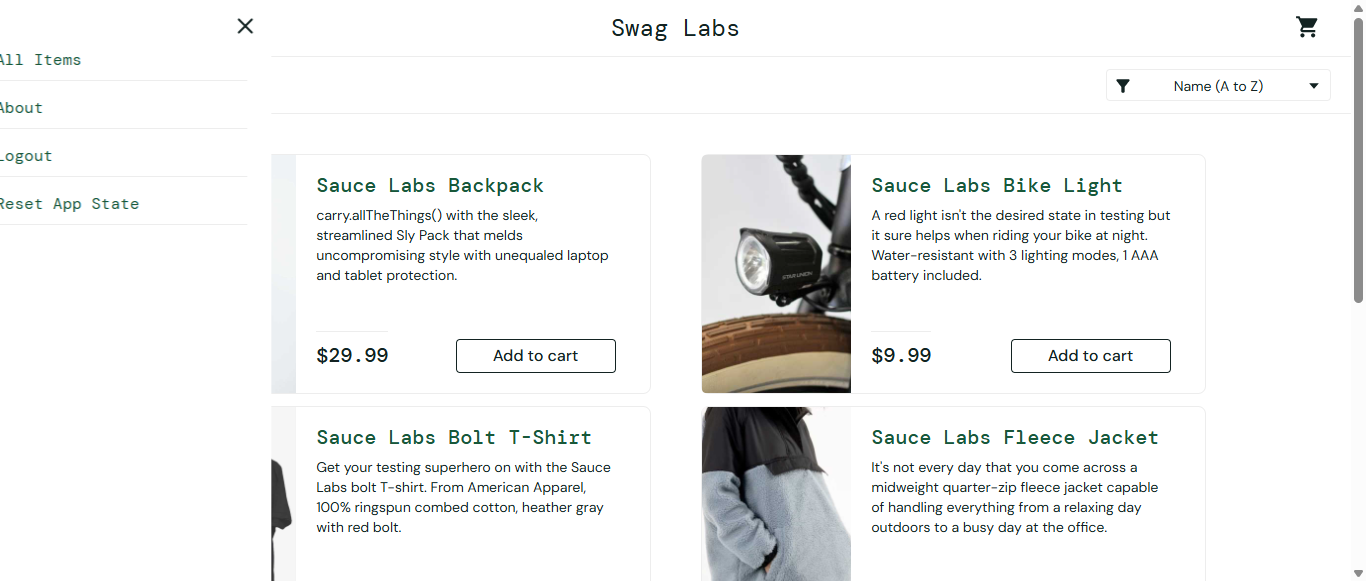 All Items
About
Logout
Reset App State
Swag Labs
Name (A to Z)
Sauce Labs Backpack
carry.allTheThings() with the sleek,
streamlined Sly Pack that melds
uncompromising style with unequaled laptop
and tablet protection.
$29.99
Add to cart
Sauce Labs Bike Light
A red light isn't the desired state in testing but
it sure helps when riding your bike at night.
Water-resistant with 3 lighting modes, 1 AAA
battery included.
$9.99
Add to cart
STAR UNION
Sauce Labs Bolt T-Shirt
Get your testing superhero on with the Sauce
Labs bolt T-shirt. From American Apparel,
100% ringspun combed cotton, heather gray
with red bolt.
Sauce Labs Fleece Jacket
It's not every day that you come across a
midweight quarter-zip fleece jacket capable
of handling everything from a relaxing day
outdoors to a busy day at the office.